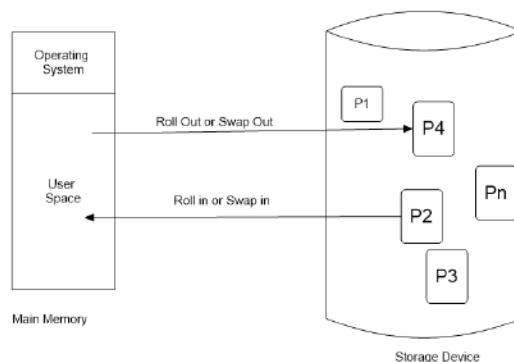 Operating
System
P1
Roll Out or Swap Out
P4
User
Space
Roll in or Swap in
P2
Pn
P3
Main Memory
Storage Device